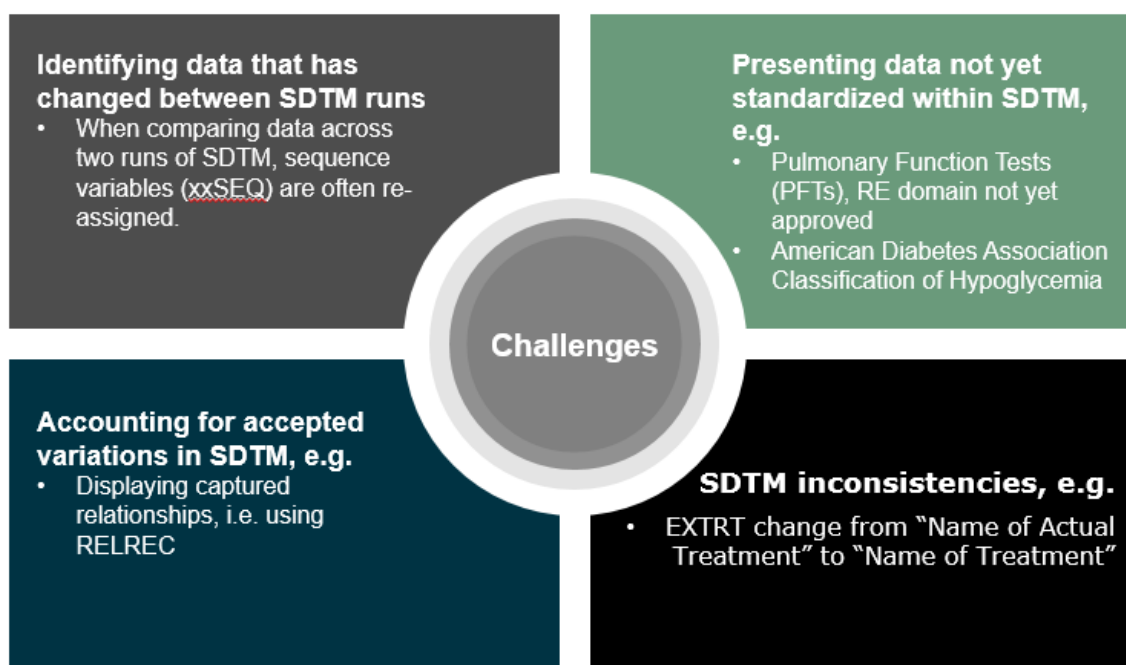 Identifying data that has
changed between SDTM runs
• When comparing data across
two runs of SDTM, sequence
variables (xxSEQ) are often re-
assigned.
Presenting data not yet
standardized within SDTM,
e.g.
• Pulmonary Function Tests
(PFTs), RE domain not yet
approved
• American Diabetes Association
Classification of Hypoglycemia
Challenges
Accounting for accepted
variations in SDTM, e.g.
• Displaying captured
relationships, i.e. using
RELREC
SDTM inconsistencies, e.g.
• EXTRT change from “Name of Actual
Treatment” to “Name of Treatment”